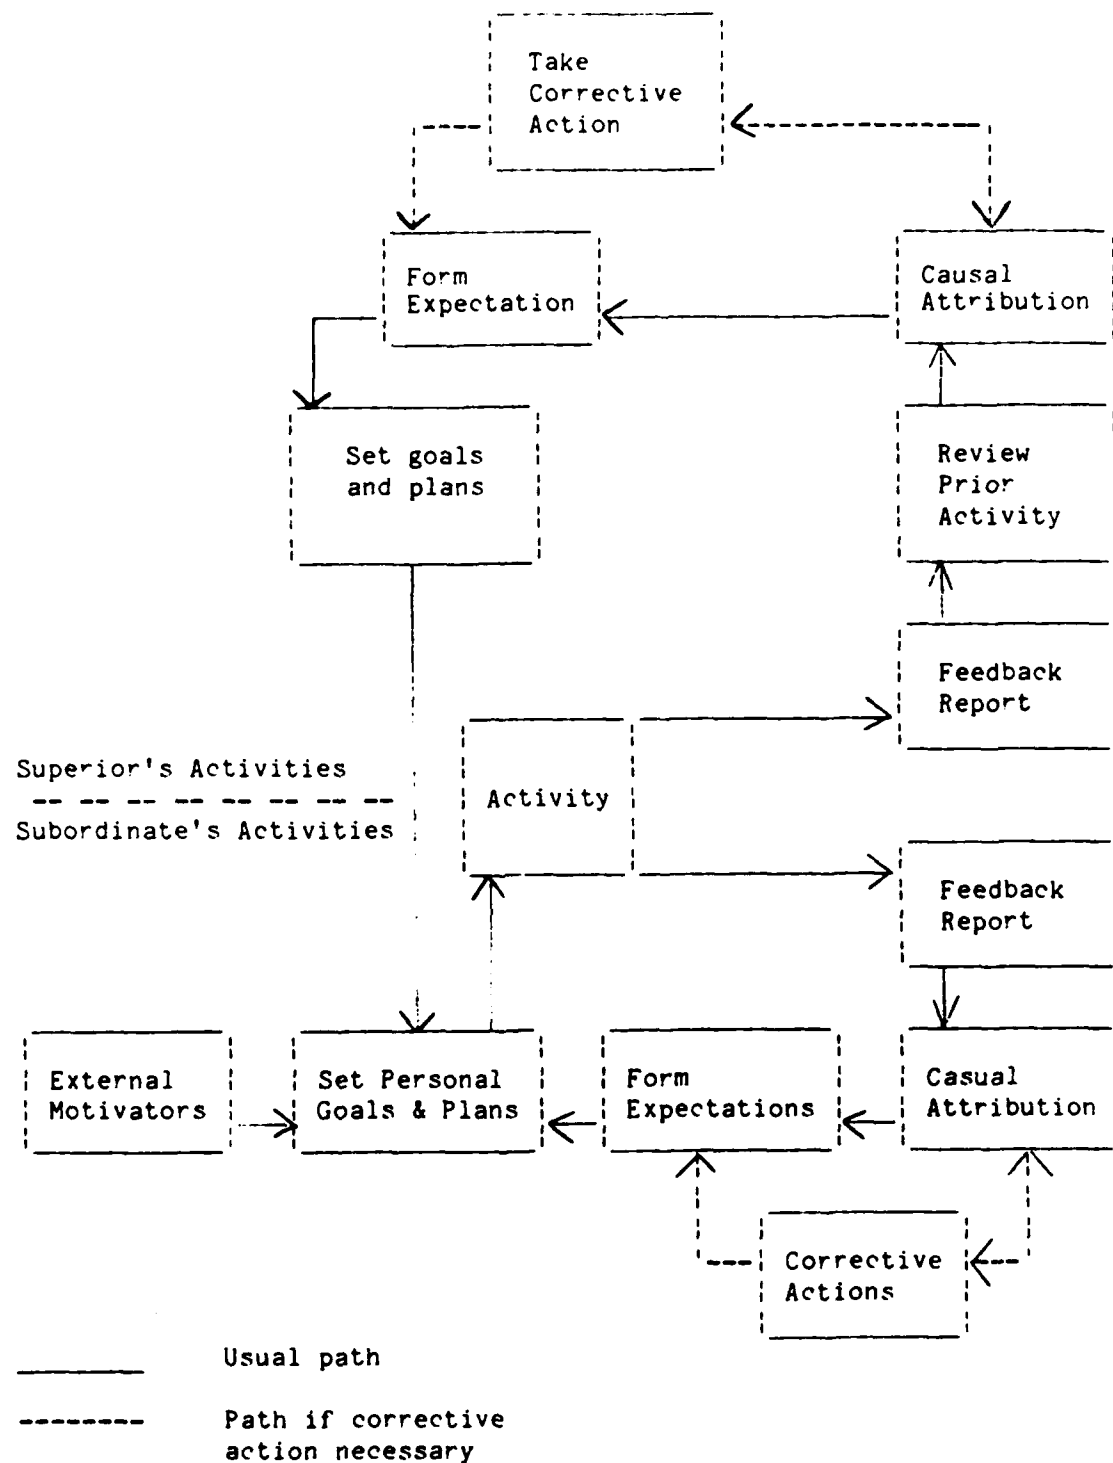 Take
Corrective
Action
Form
Expectation
Causal
Attribution
Set goals
and plans
Review
Prior
Activity
Feedback
Report
Superior's Activities
Activity
Subordinate's Activities
Feedback
Report
External
Motivators
Set Personal
Goals & Plans
Form
Expectations
Casual
Attribution
Corrective
Actions
Usual path
Path if corrective
action necessary